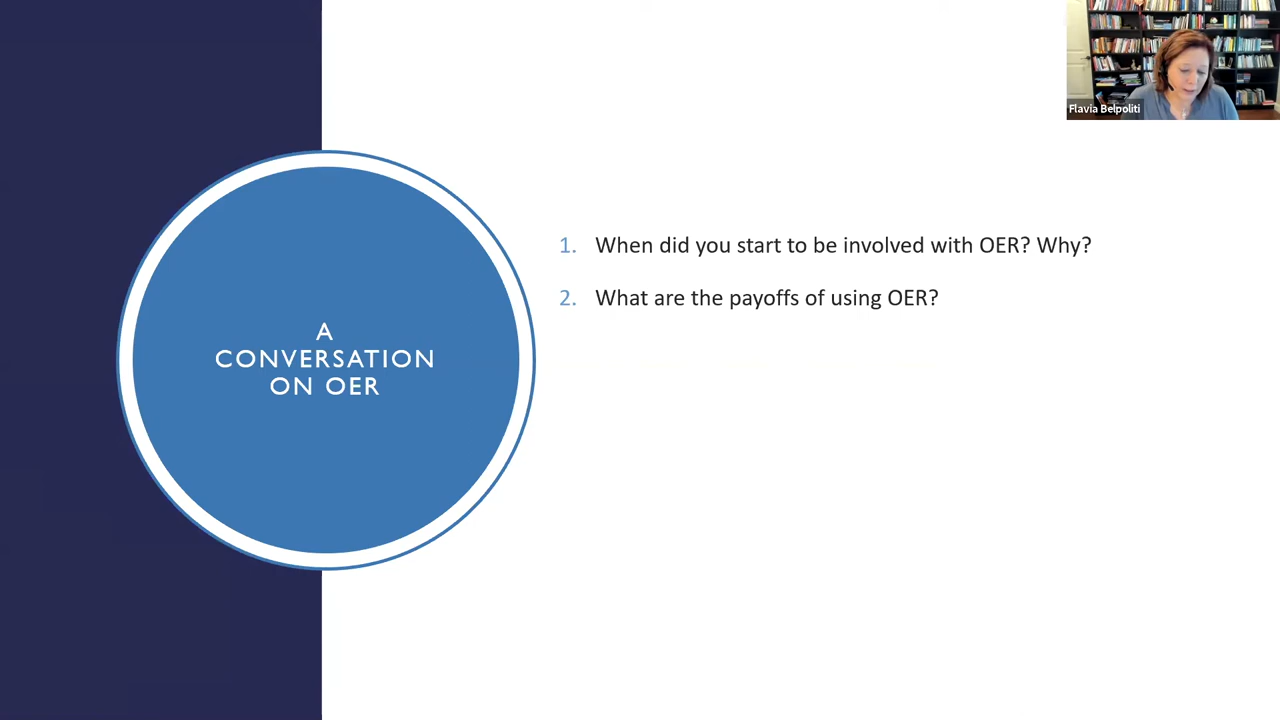 Flavia Belpoliti
A
CONVERSATION
ON OER
1. When did you start to be involved with OER? Why?
2. What are the payoffs of using OER?